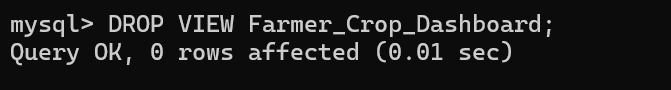 mysql> DROP VIEW Farmer_Crop_Dashboard;
Query OK, 0 rows affected (0.01 sec)